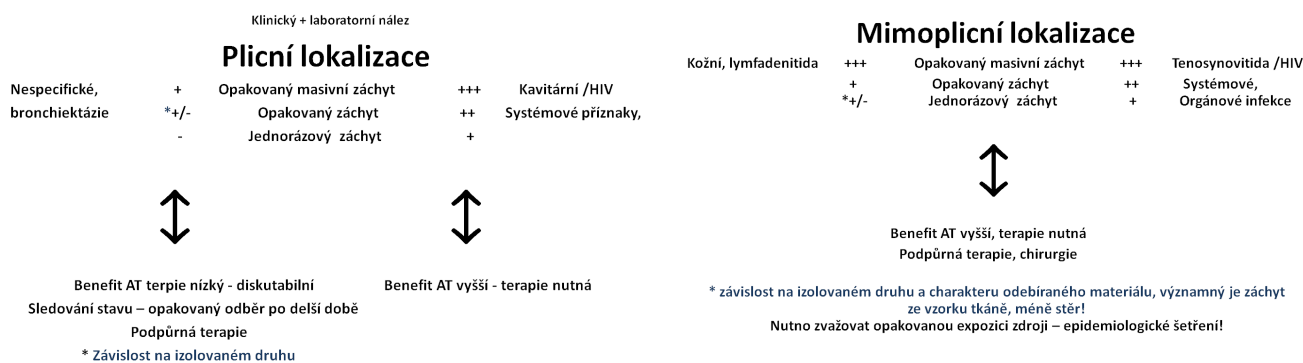 Klinický + laboratorní nález
Plicní lokalizace
Nespecifické, + Opakovaný masivní záchyt +++ Kavitární /HIV
bronchiektázie *+/- Opakovaný záchyt ++ Systémové příznaky,
- Jednorázový záchyt +
Benefit AT terpie nízký - diskutabilní Benefit AT vyšší - terapie nutná
Sledování stavu – opakovaný odběr po delší době
Podpůrná terapie
* Závislost na izolovaném druhu
Mimoplicní lokalizace
Kožní, lymfadenitida +++ Opakovaný masivní záchyt +++ Tenosynovitida /HIV
+ Opakovaný záchyt ++ Systémové,
*+/- Jednorázový záchyt + Orgánové infekce
Benefit AT vyšší, terapie nutná
Podpůrná terapie, chirurgie
* závislost na izolovaném druhu a charakteru odebíraného materiálu, významný je záchyt
ze vzorku tkáně, méně stěr!
Nutno zvažovat opakovanou expozici zdroji – epidemiologické šetření!